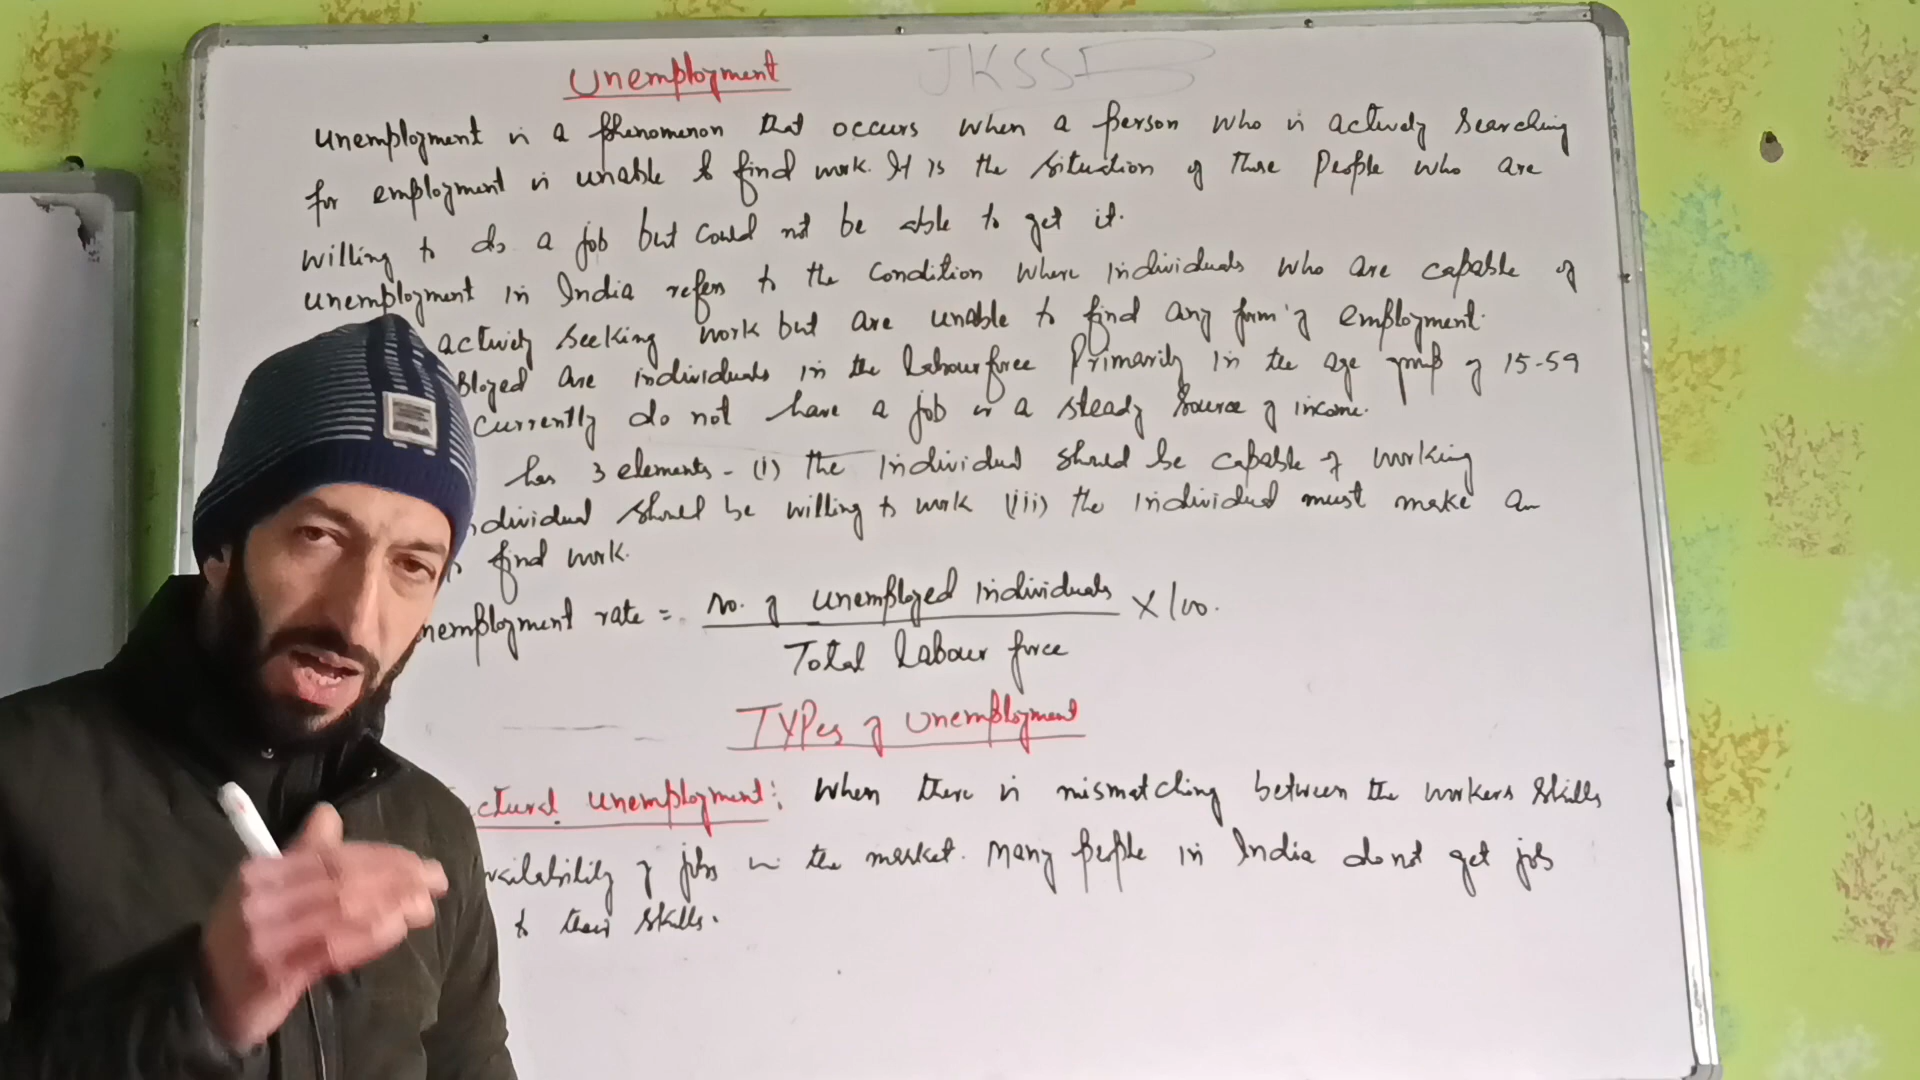 Unemployment
JKSSB
Unemployment is a phenomenon that occurs when a person who is actively searching
for employment is unable to find work. It is the situation of those people who are
willing to do a job but could not be able to get it.
unemployment in India refers to the condition where individuals who are capable of
actively seeking work but are unable to find any form of employment.
ployed are individuals in the labour force primarily in the age group of 15-59
currently do not have a job or a steady source of income.
has 3 elements - (i) the individual should be capable of working
dividual should be willing to work (iii) the individual must make an
to find work.
nemployment rate = No. of unemployed individuals × 100.
Total labour force
Types of unemployment
ctural unemployment: when there is mismatching between the workers skills
vailability of jobs in the market. Many people in India do not get job
to their skills.